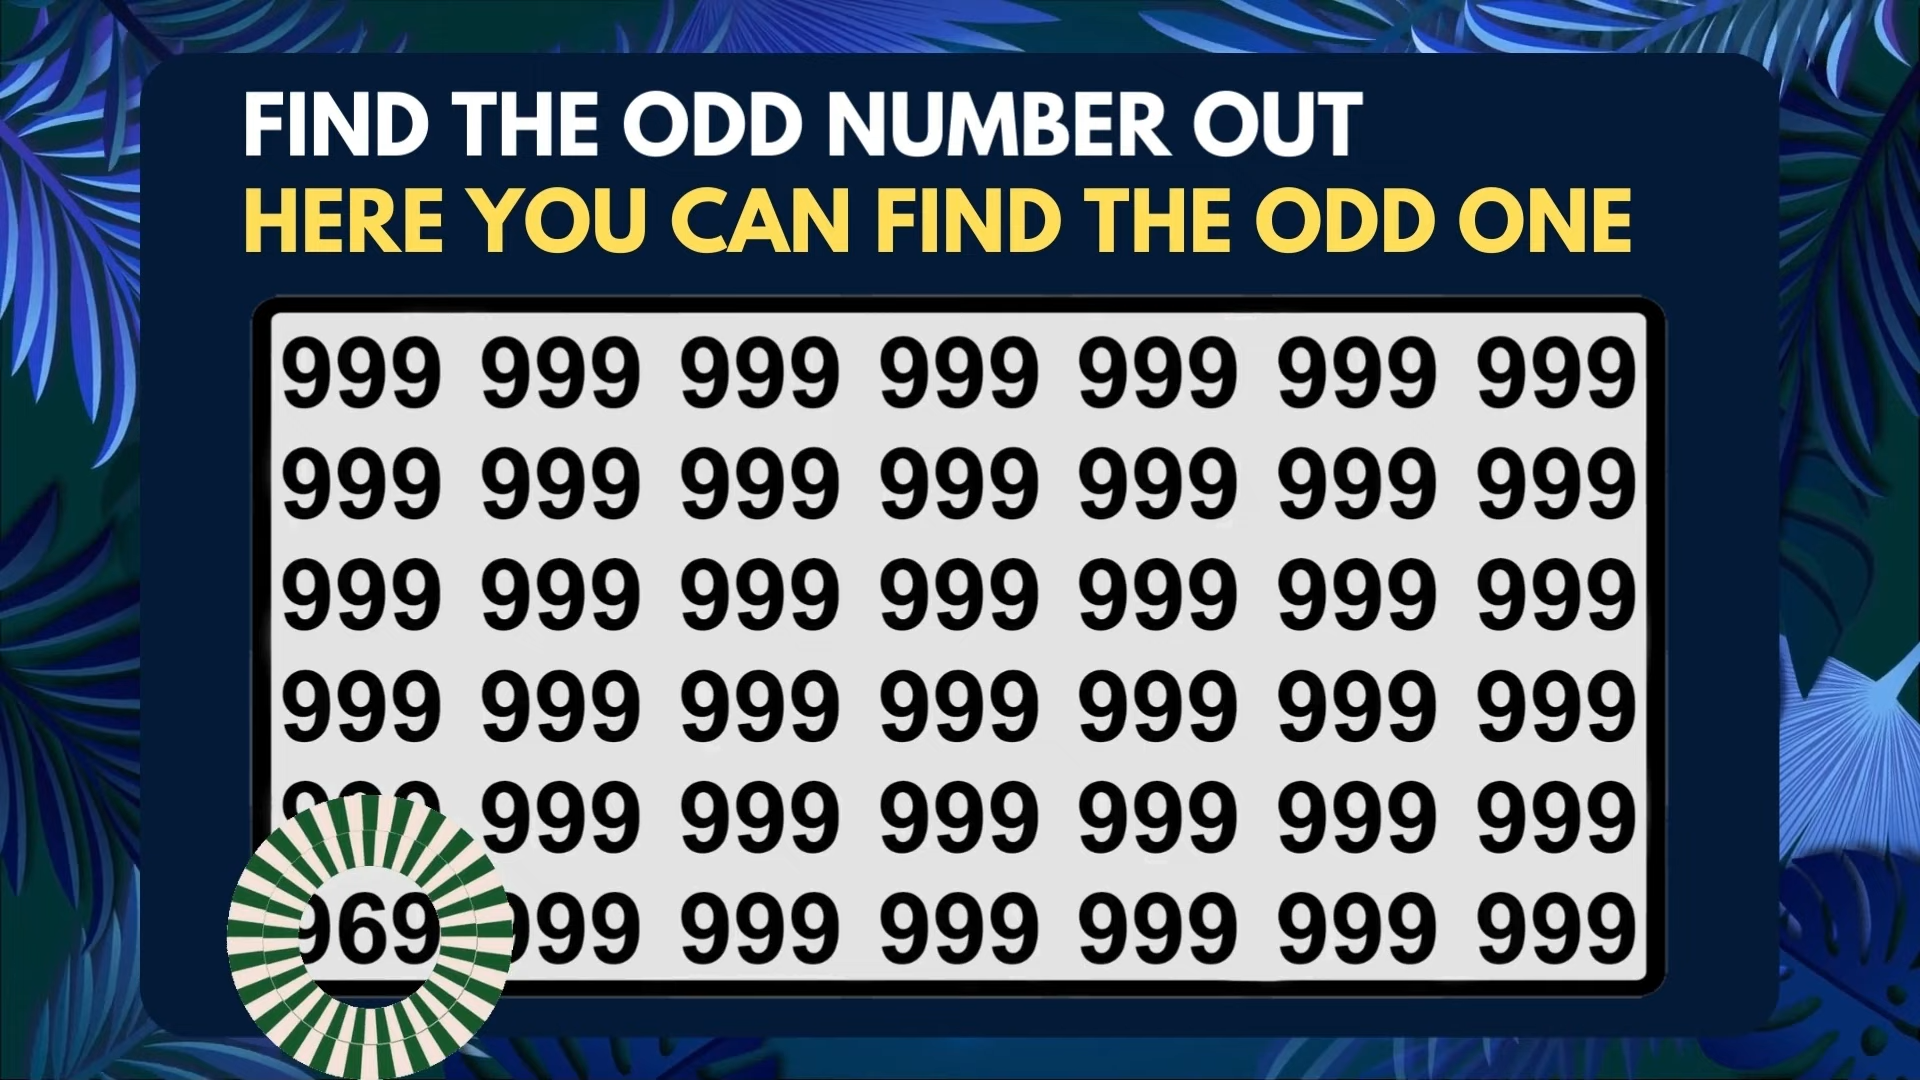 FIND THE ODD NUMBER OUT
HERE YOU CAN FIND THE ODD ONE
999 999 999 999 999 999 999
999 999 999 999 999 999 999
999 999 999 999 999 999 999
999 999 999 999 999 999 999
999 999 999 999 999 999
969 999 999 999 999 999 999